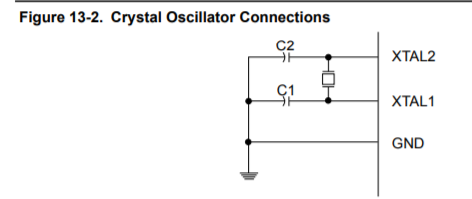 Figure 13-2. Crystal Oscillator Connections
C2
XTAL2
C1
XTAL1
GND